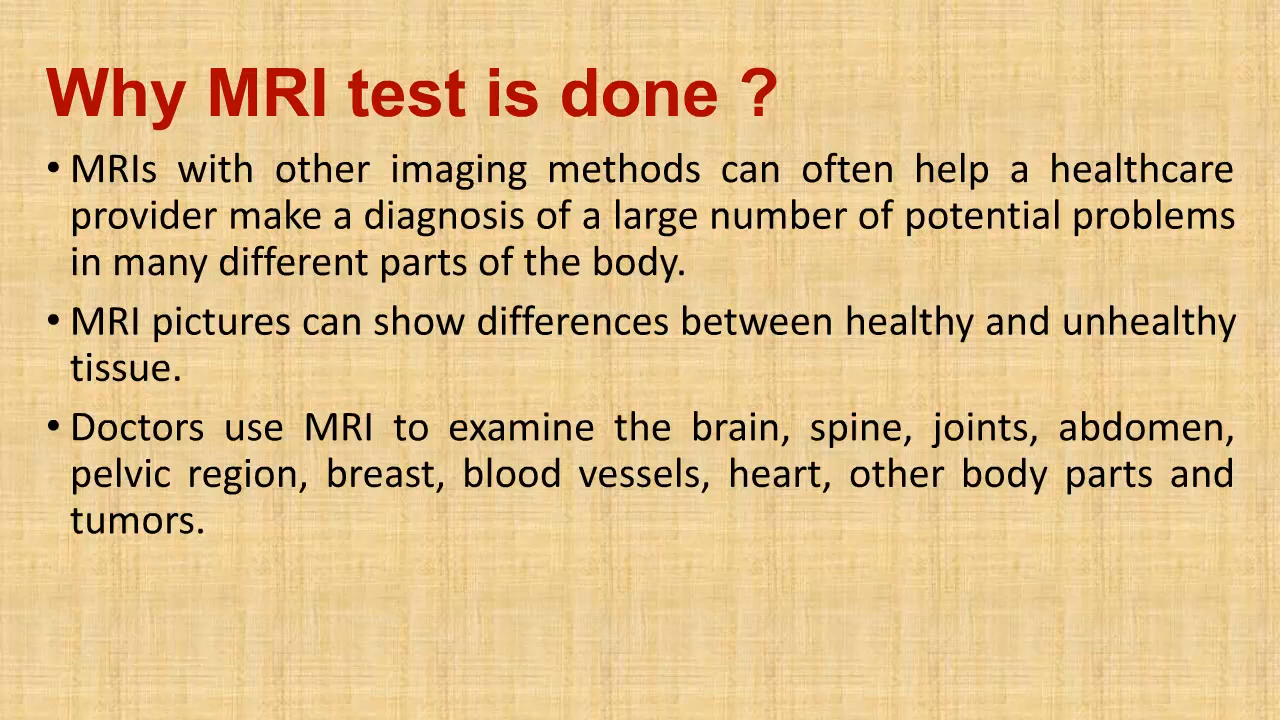 Why MRI test is done ?
• MRIs with other imaging methods can often help a healthcare
provider make a diagnosis of a large number of potential problems
in many different parts of the body.
• MRI pictures can show differences between healthy and unhealthy
tissue.
• Doctors use MRI to examine the brain, spine, joints, abdomen,
pelvic region, breast, blood vessels, heart, other body parts and
tumors.